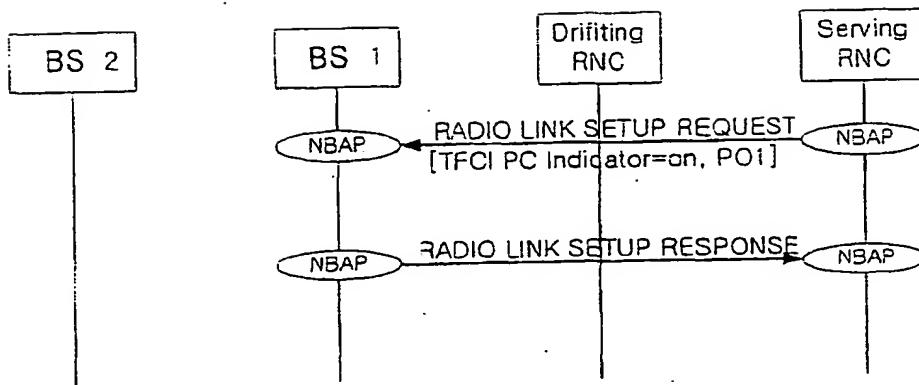 BS 2
BS 1
Drifiting
RNC
Serving
RNC
RADIO LINK SETUP REQUEST
NBAP
NBAP
[TFCI PC Indicator=on, PO1]
RADIO LINK SETUP RESPONSE
NBAP
NBAP